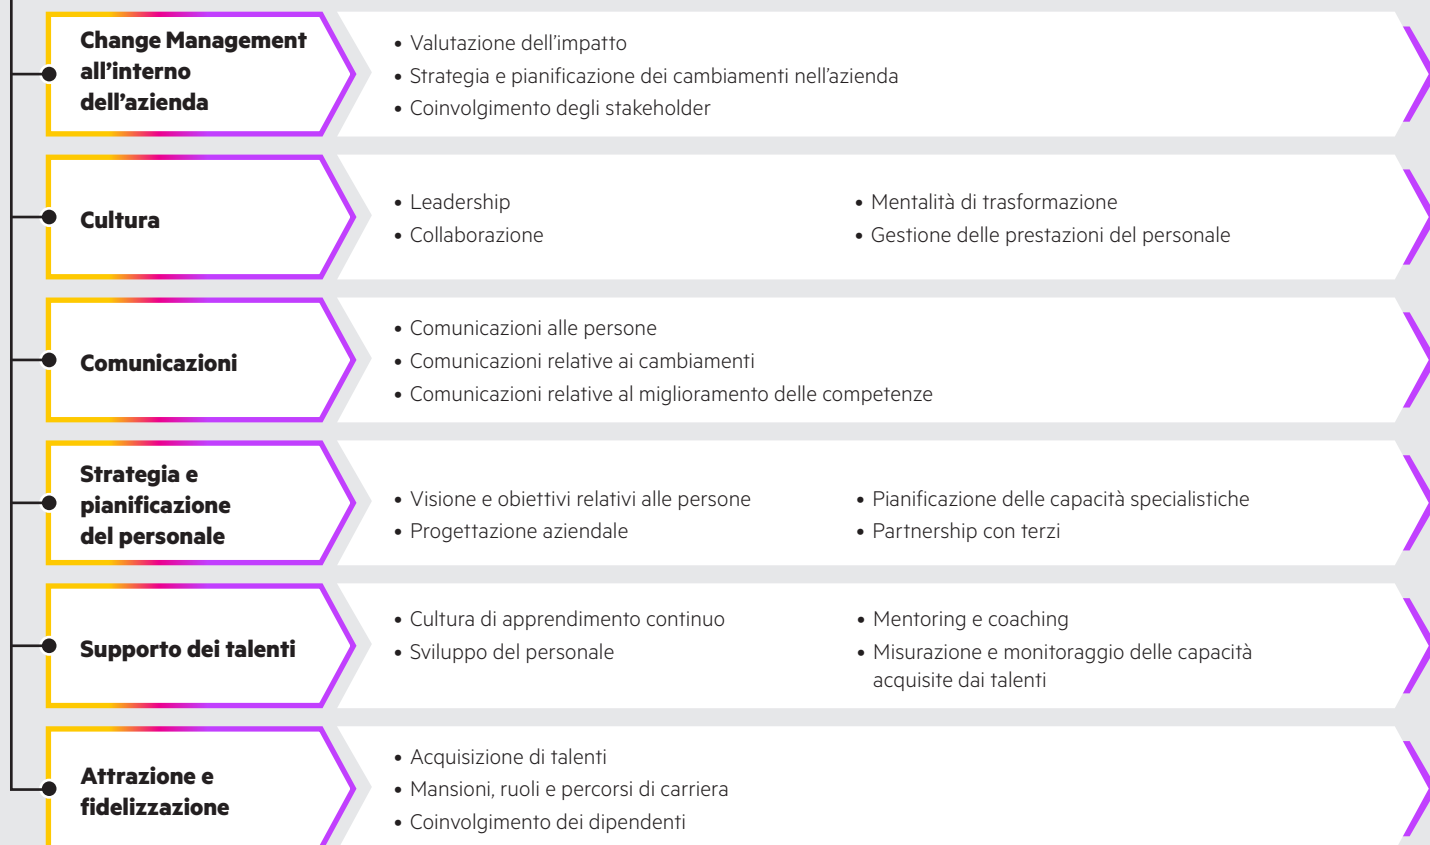 Change Management
all’interno
dell’azienda
• Valutazione dell’impatto
• Strategia e pianificazione dei cambiamenti nell’azienda
• Coinvolgimento degli stakeholder
Cultura
• Leadership
• Collaborazione
• Mentalità di trasformazione
• Gestione delle prestazioni del personale
Comunicazioni
• Comunicazioni alle persone
• Comunicazioni relative ai cambiamenti
• Comunicazioni relative al miglioramento delle competenze
Strategia e
pianificazione
del personale
• Visione e obiettivi relativi alle persone
• Progettazione aziendale
• Pianificazione delle capacità specialistiche
• Partnership con terzi
Supporto dei talenti
• Cultura di apprendimento continuo
• Sviluppo del personale
• Mentoring e coaching
• Misurazione e monitoraggio delle capacità
acquisite dai talenti
Attrazione e
fidelizzazione
• Acquisizione di talenti
• Mansioni, ruoli e percorsi di carriera
• Coinvolgimento dei dipendenti